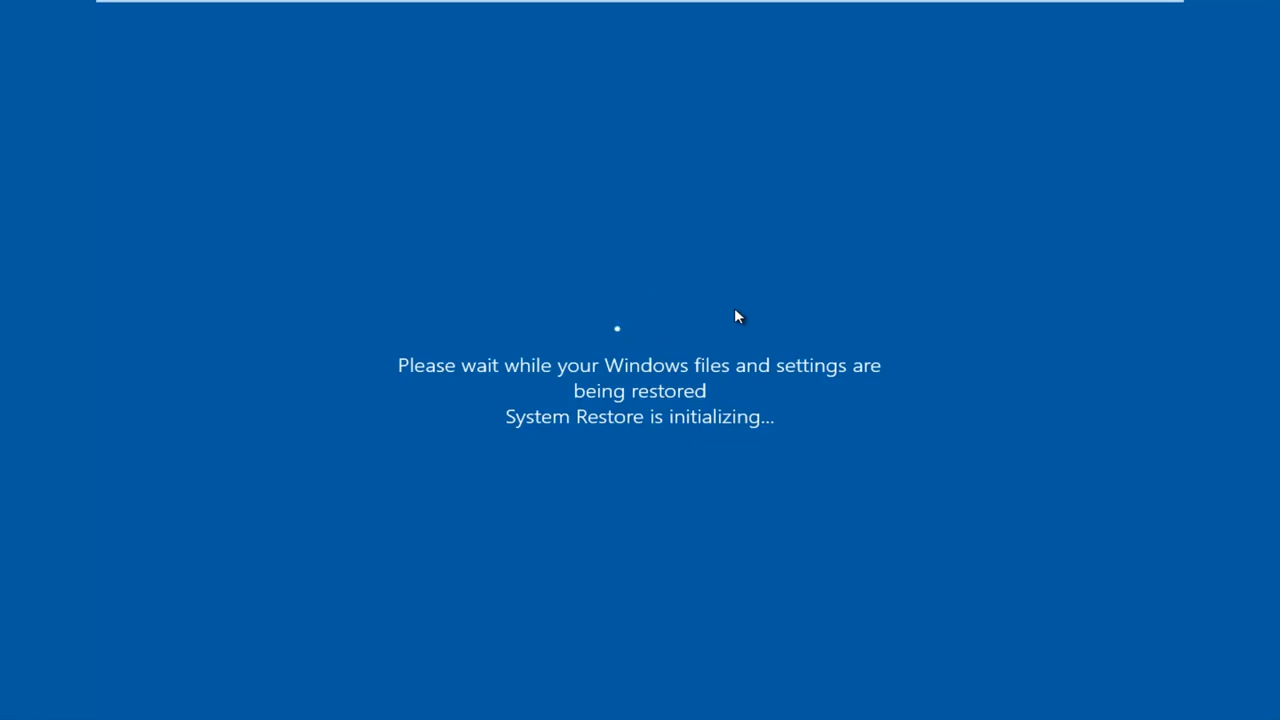 Please wait while your Windows files and settings are
being restored
System Restore is initializing...